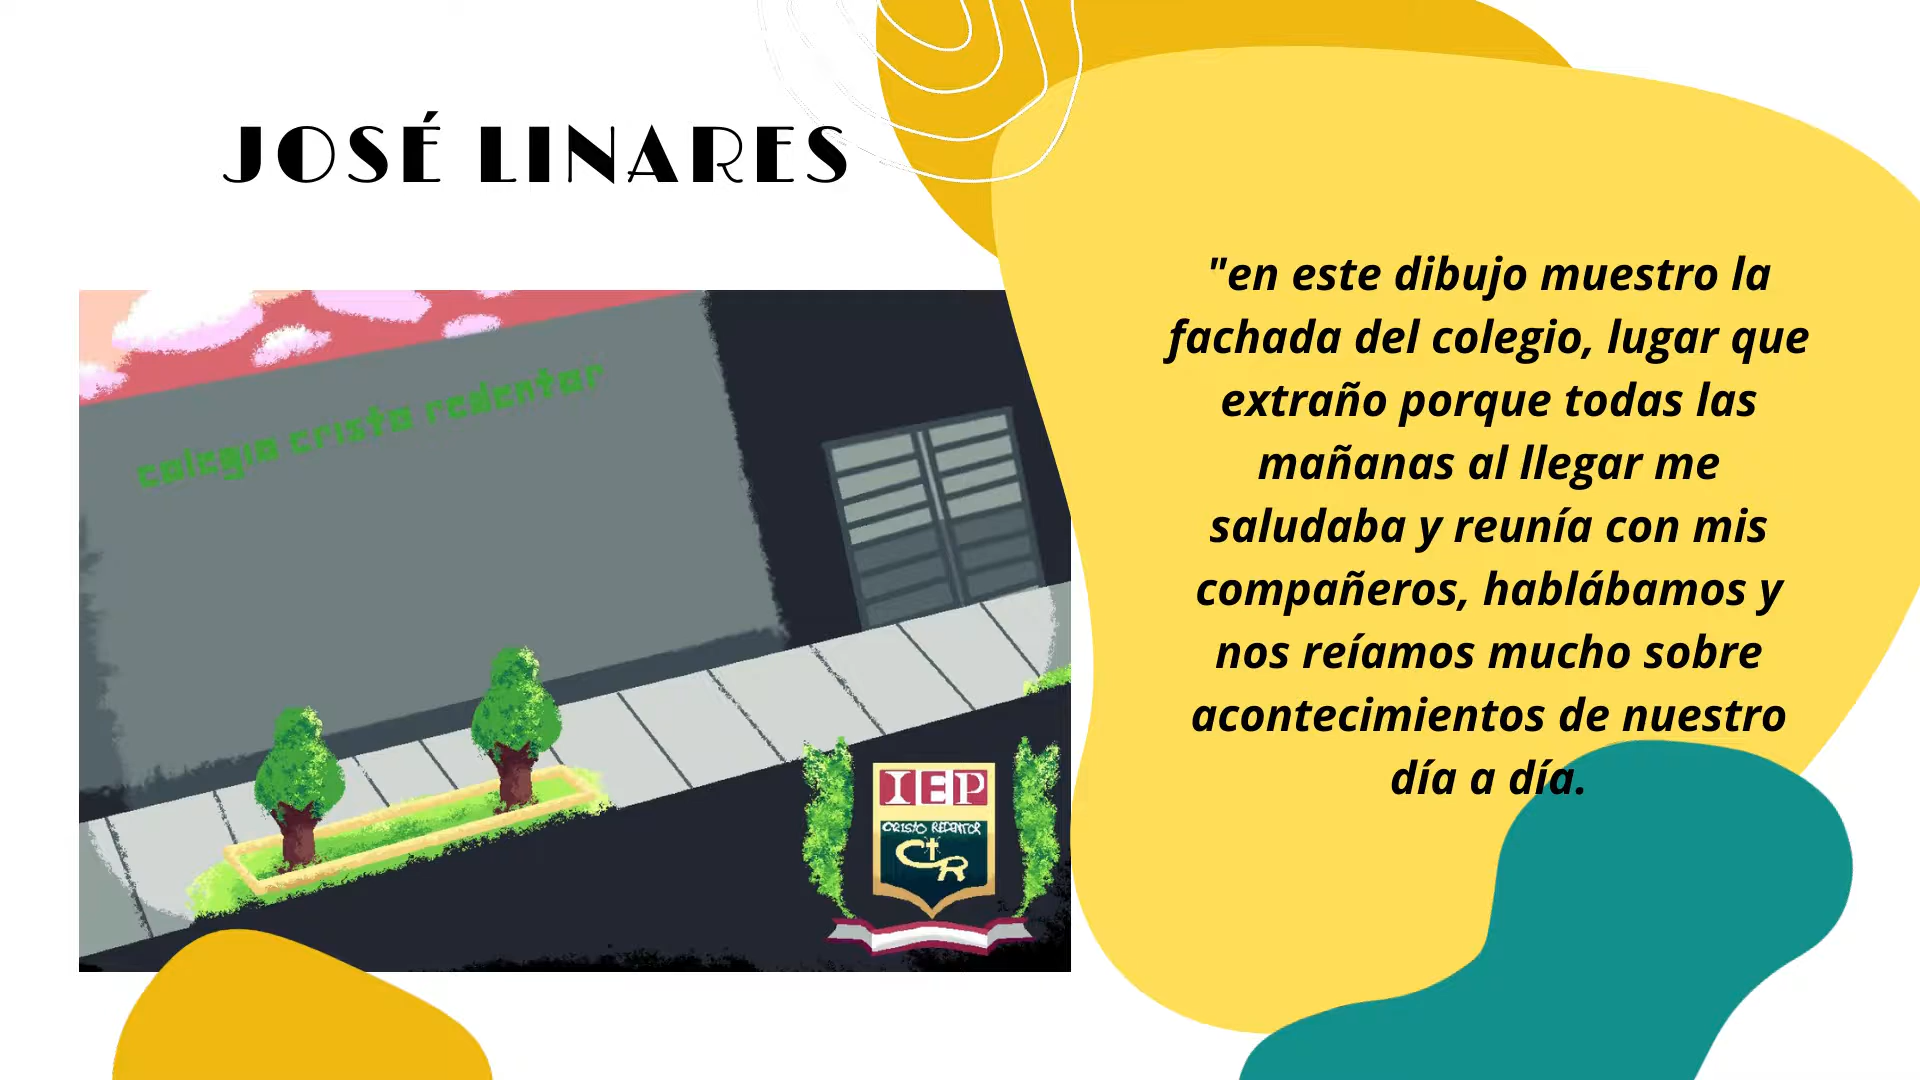 JOSÉ LINARES
colegio cristo redentor
IEP
CRISTO REDENTOR
CR
"en este dibujo muestro la
fachada del colegio, lugar que
extraño porque todas las
mañanas al llegar me
saludaba y reunía con mis
compañeros, hablábamos y
nos reíamos mucho sobre
acontecimientos de nuestro
día a día.